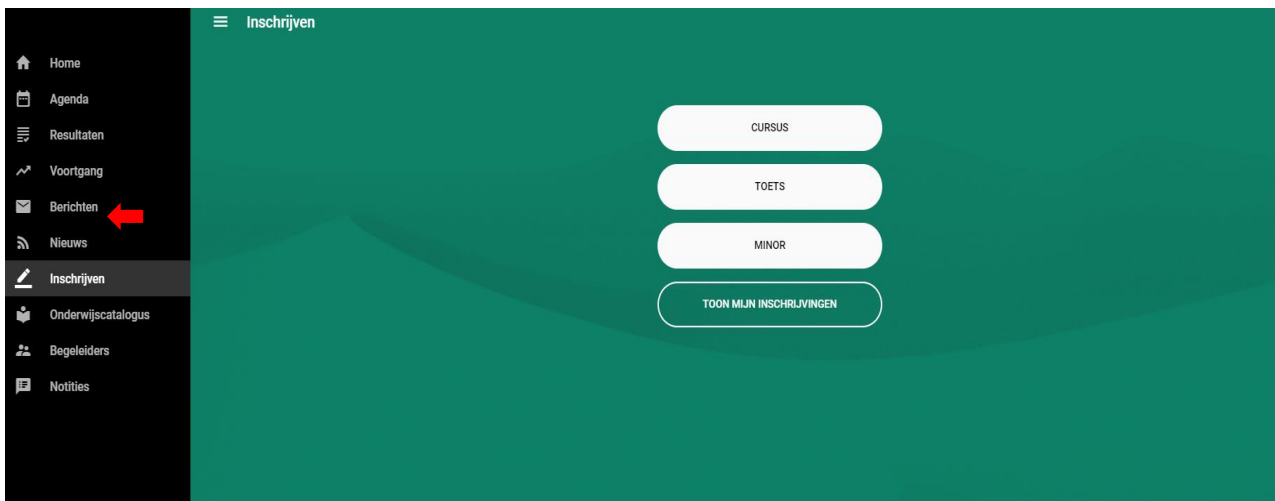 Inschrijven
Home
Agenda
Resultaten
Voortgang
Berichten
Nieuws
Inschrijven
Onderwijscatalogus
Begeleiders
Notities
CURSUS
TOETS
MINOR
TOON MIJN INSCHRIJVINGEN